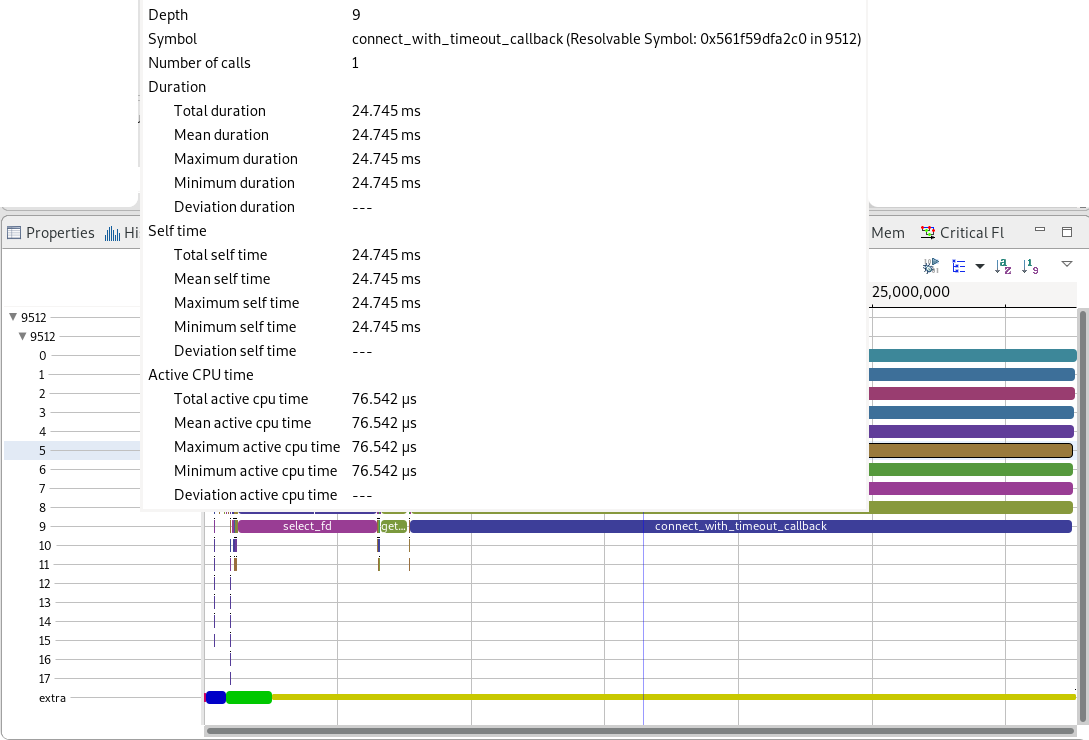 Depth 9
Symbol connect_with_timeout_callback (Resolvable Symbol: 0x561f59dfa2c0 in 9512)
Number of calls 1
Duration
Total duration 24.745 ms
Mean duration 24.745 ms
Maximum duration 24.745 ms
Minimum duration 24.745 ms
Deviation duration ---
Self time
Total self time 24.745 ms
Mean self time 24.745 ms
Maximum self time 24.745 ms
Minimum self time 24.745 ms
Deviation self time ---
Active CPU time
Total active cpu time 76.542 µs
Mean active cpu time 76.542 µs
Maximum active cpu time 76.542 µs
Minimum active cpu time 76.542 µs
Deviation active cpu time ---
Properties Hi Mem Critical Fl
25,000,000
9512
9512
0
1
2
3
4
5
6
7
8
9 select_fd get... connect_with_timeout_callback
10
11
12
13
14
15
16
17
extra